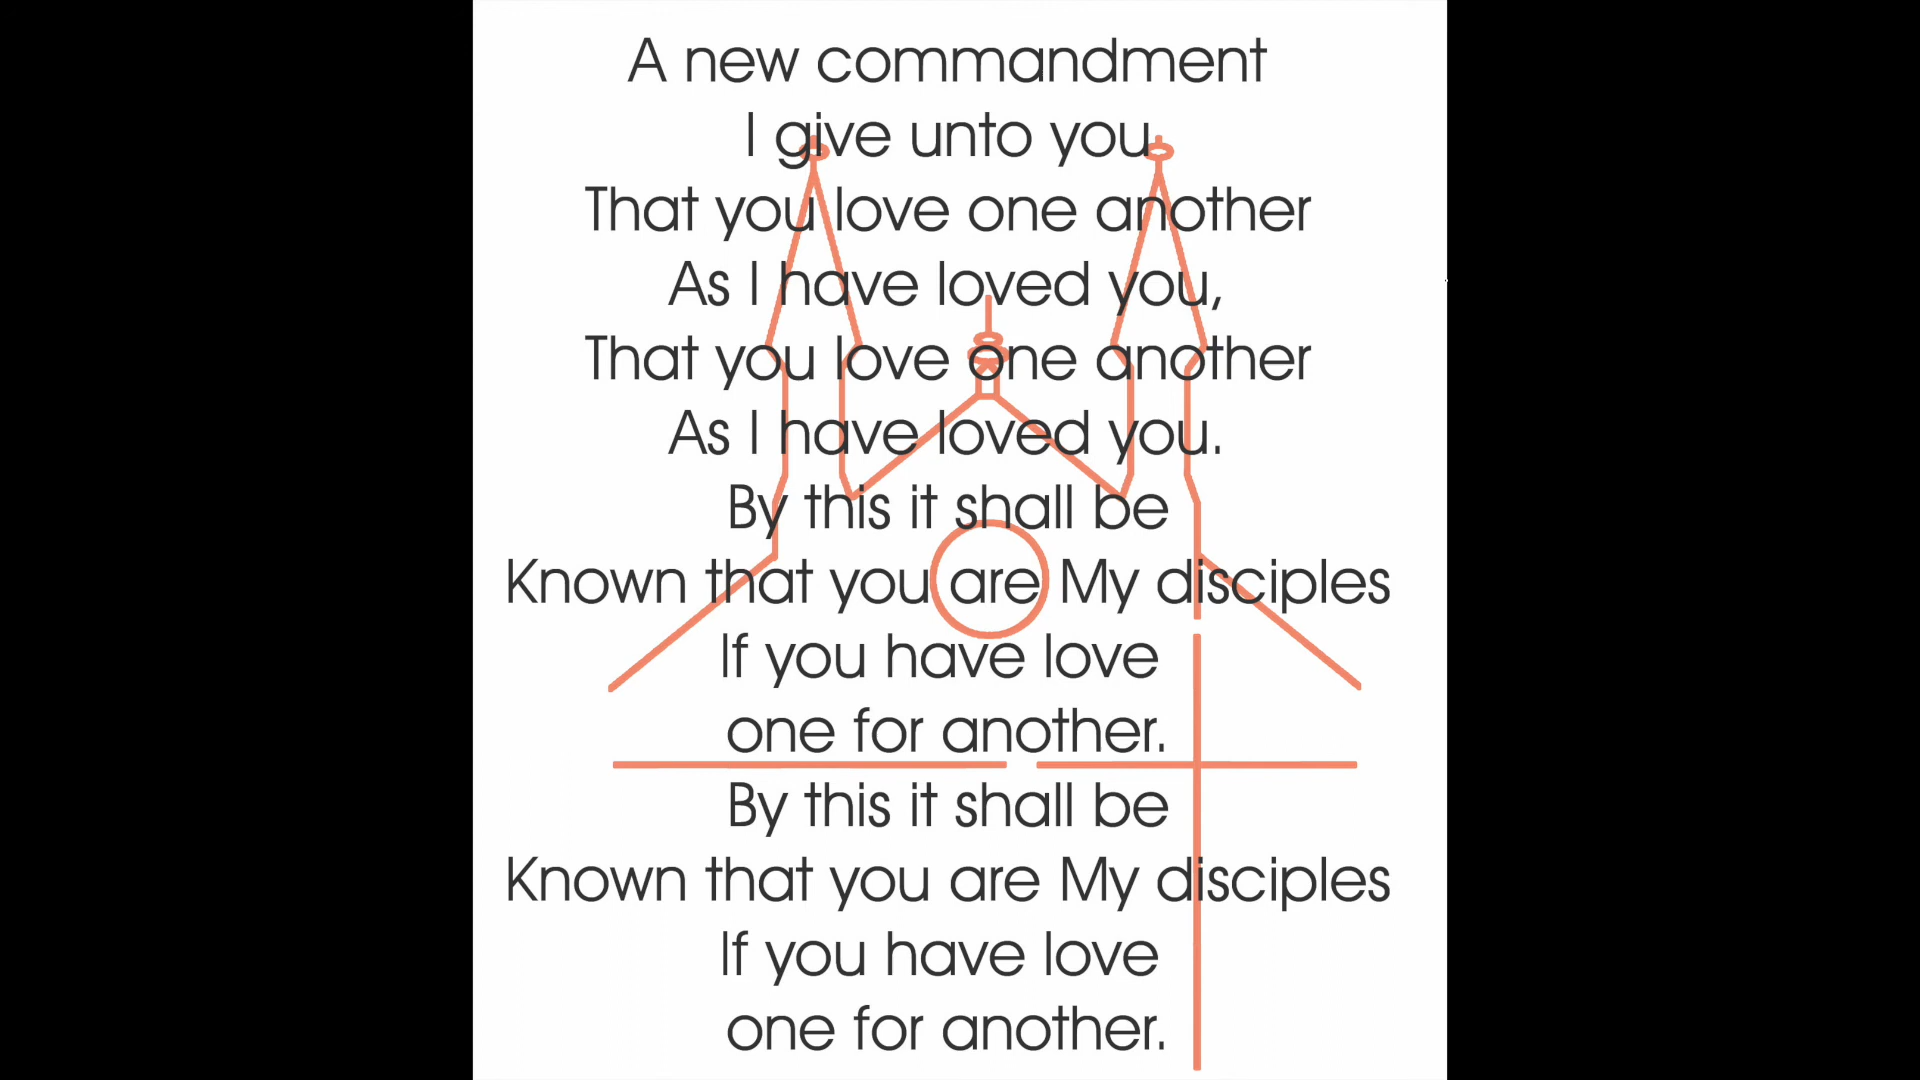 A new commandment
I give unto you
That you love one another
As I have loved you,
That you love one another
As I have loved you.
By this it shall be
Known that you are My disciples
If you have love
one for another.
By this it shall be
Known that you are My disciples
If you have love
one for another.